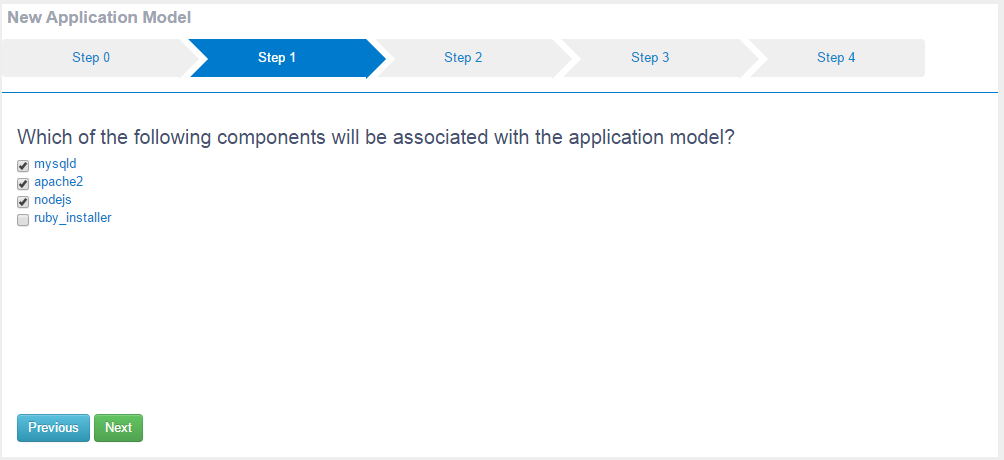 New Application Model
Step 0 Step 1 Step 2 Step 3 Step 4
Which of the following components will be associated with the application model?
mysqld
apache2
nodejs
ruby_installer
Previous Next